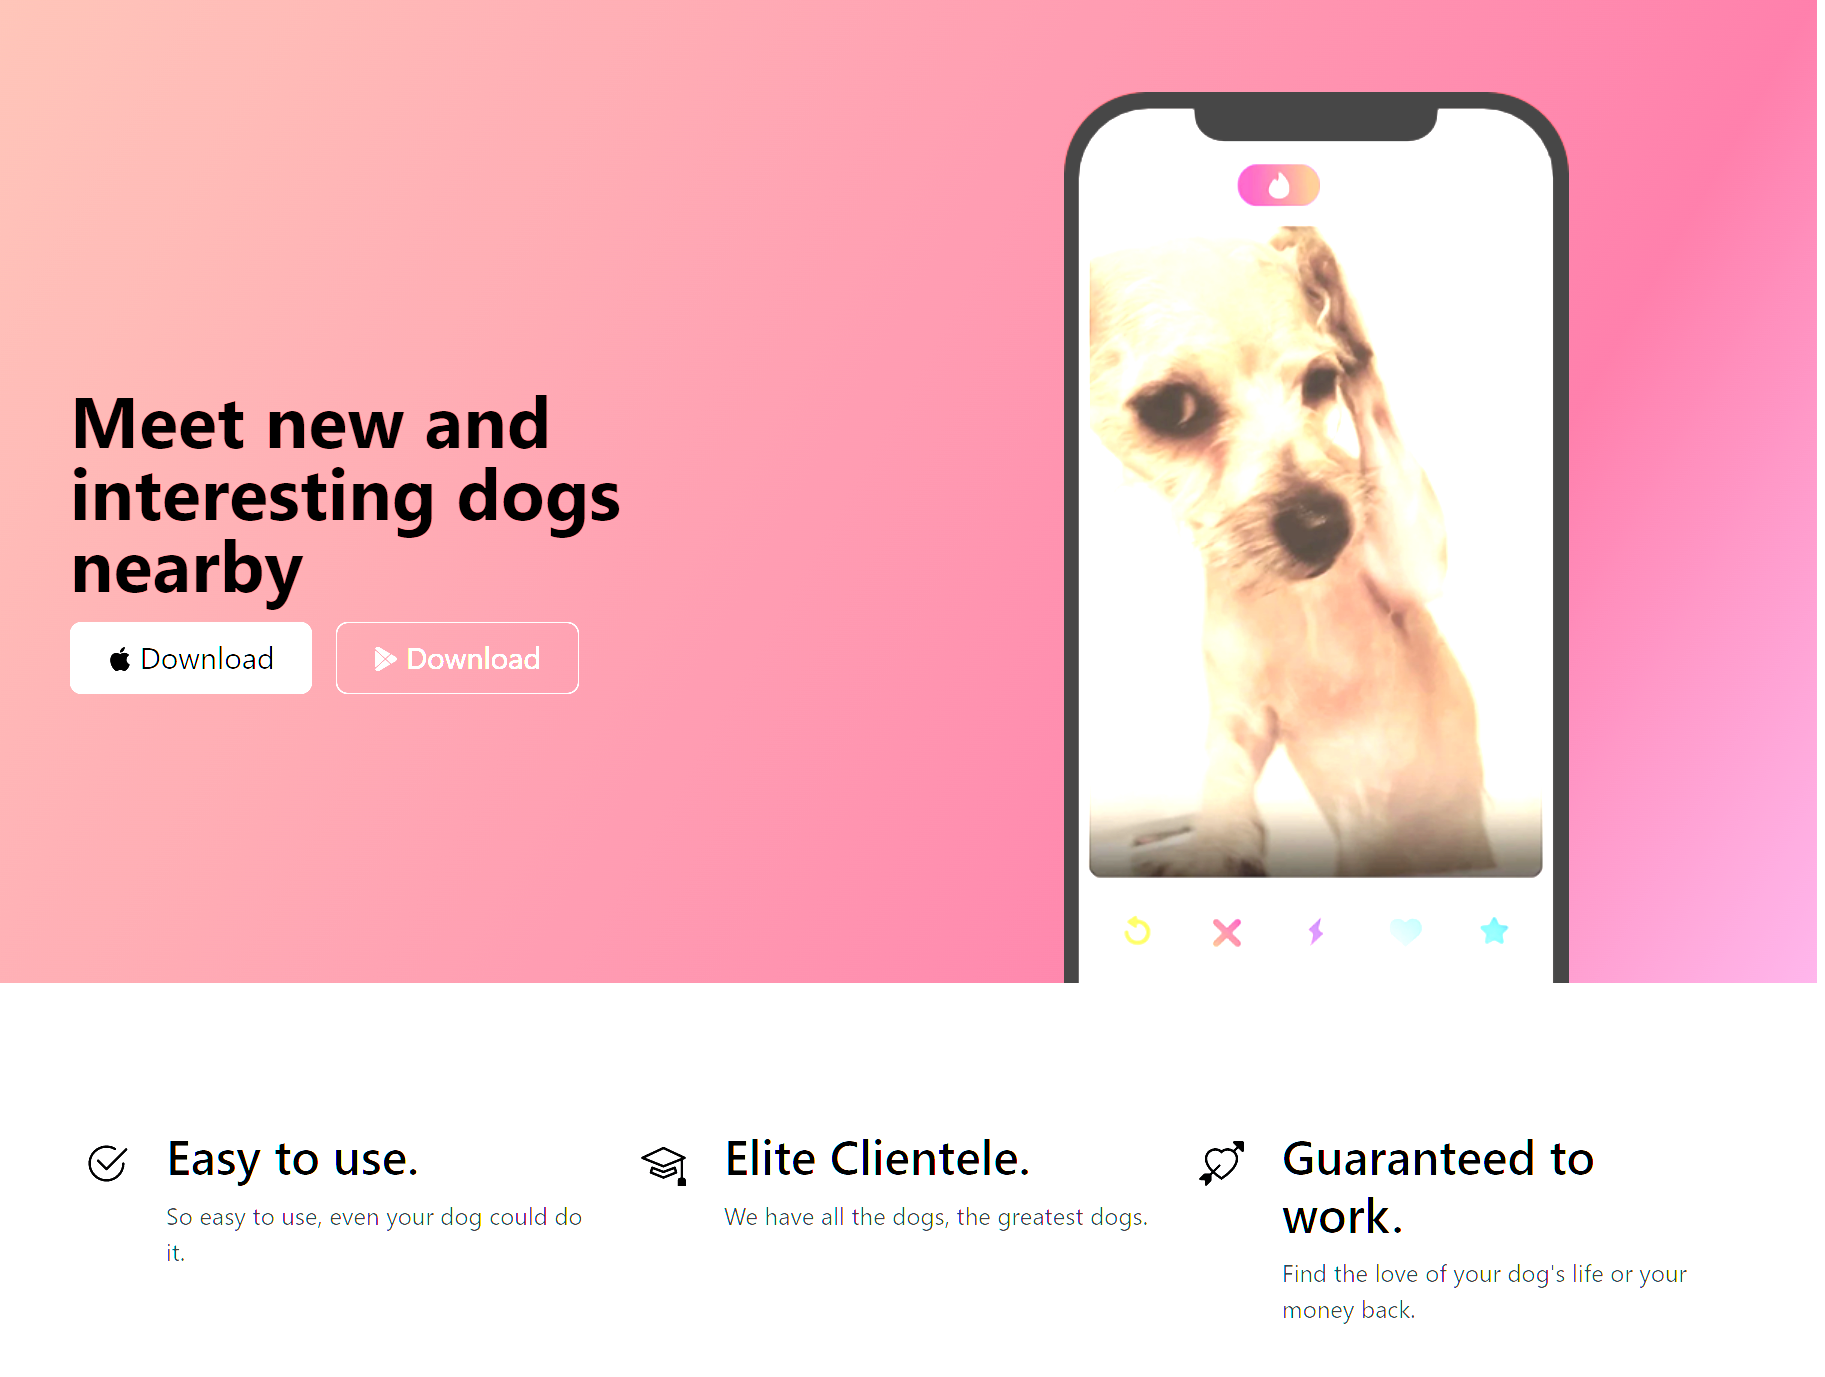 Meet new and
interesting dogs
nearby
Download
Download
Easy to use.
So easy to use, even your dog could do
it.
Elite Clientele.
We have all the dogs, the greatest dogs.
Guaranteed to
work.
Find the love of your dog's life or your
money back.